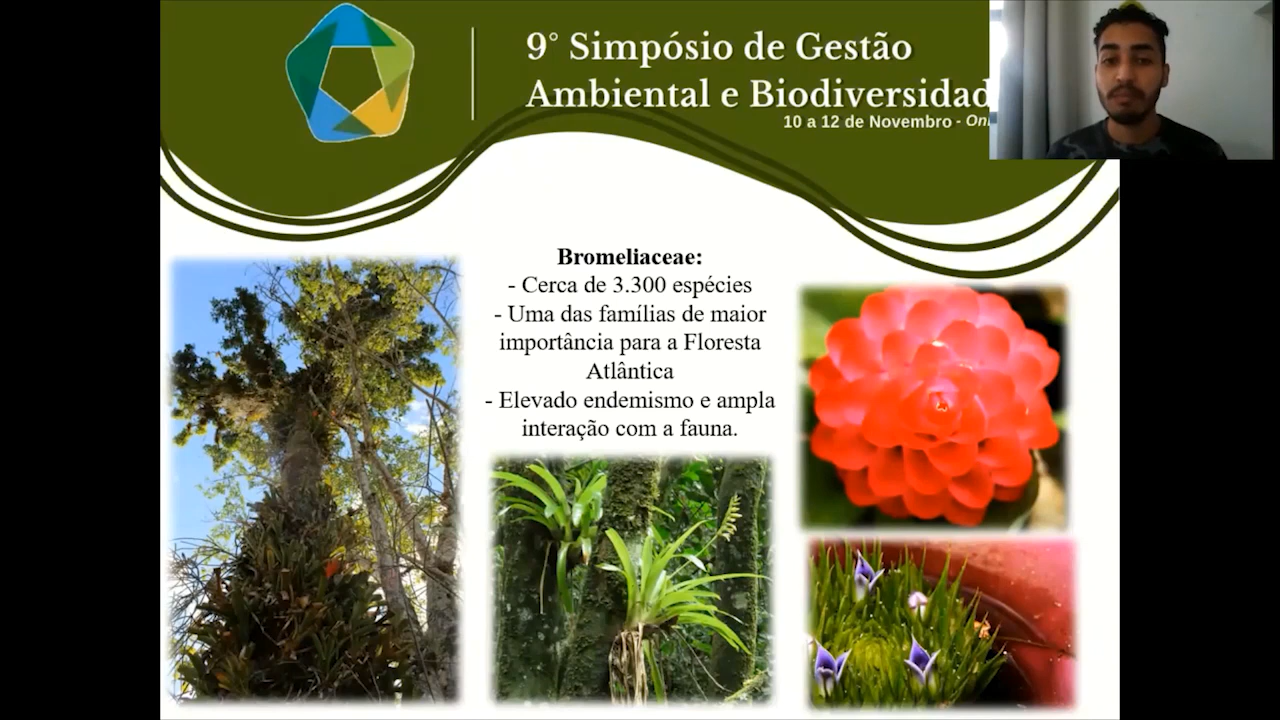 9° Simpósio de Gestão
Ambiental e Biodiversidad
10 a 12 de Novembro - Onl
Bromeliaceae:
- Cerca de 3.300 espécies
- Uma das famílias de maior
importância para a Floresta
Atlântica
- Elevado endemismo e ampla
interação com a fauna.